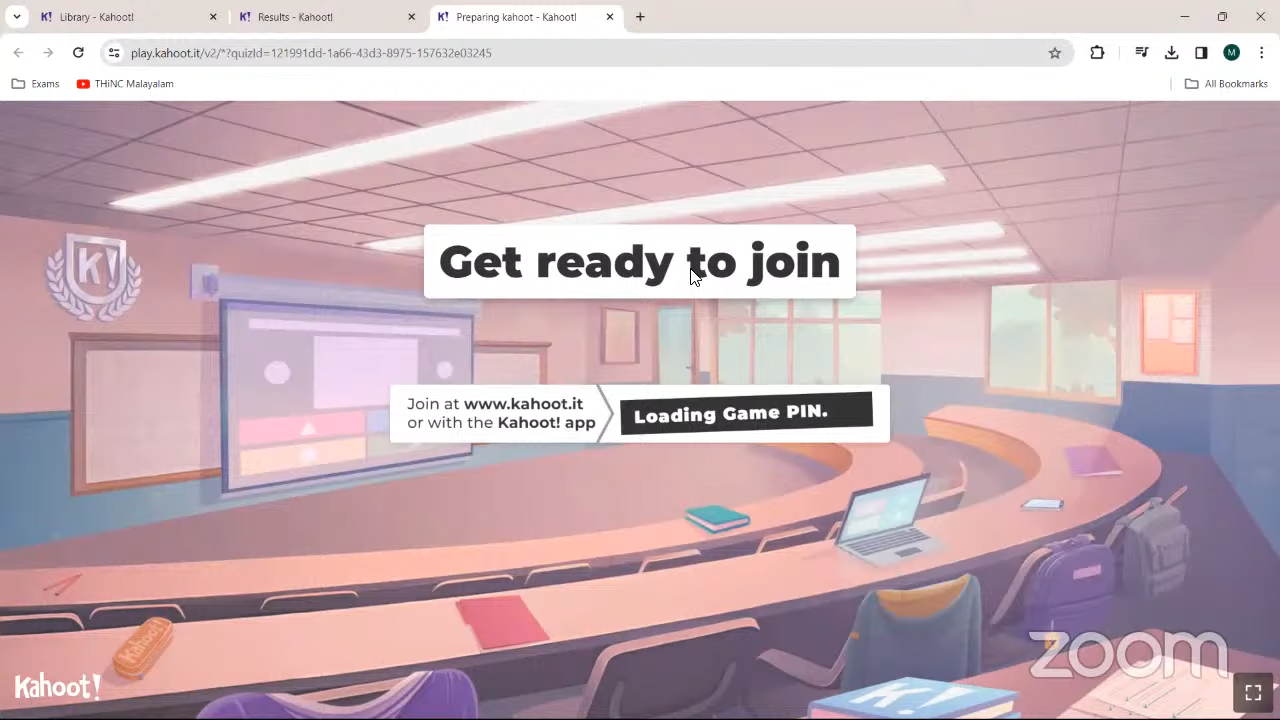 Library - Kahoot!
Results - Kahoot!
Preparing kahoot - Kahoot!
play.kahoot.it/v2/*?quizId=121991dd-1a66-43d3-8975-157632e03245
M
Exams
THiNC Malayalam
All Bookmarks
Get ready to join
K!
Join at www.kahoot.it
or with the Kahoot! app
Loading Game PIN.
Kahoot!
zoom
Kahoot!
K!